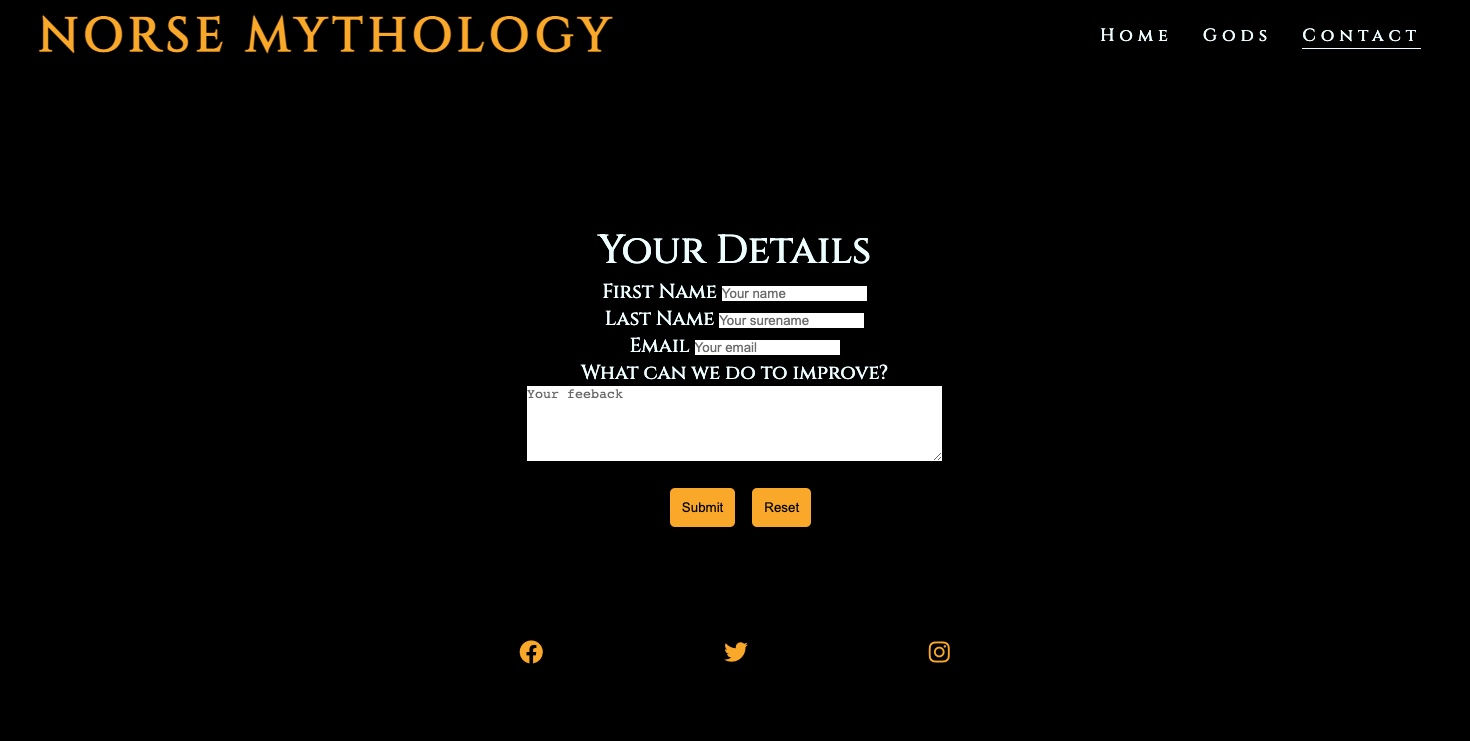 NORSE MYTHOLOGY
Home Gods Contact
Your Details
First Name Your name
Last Name Your surename
Email Your email
What can we do to improve?
Your feeback
Submit Reset